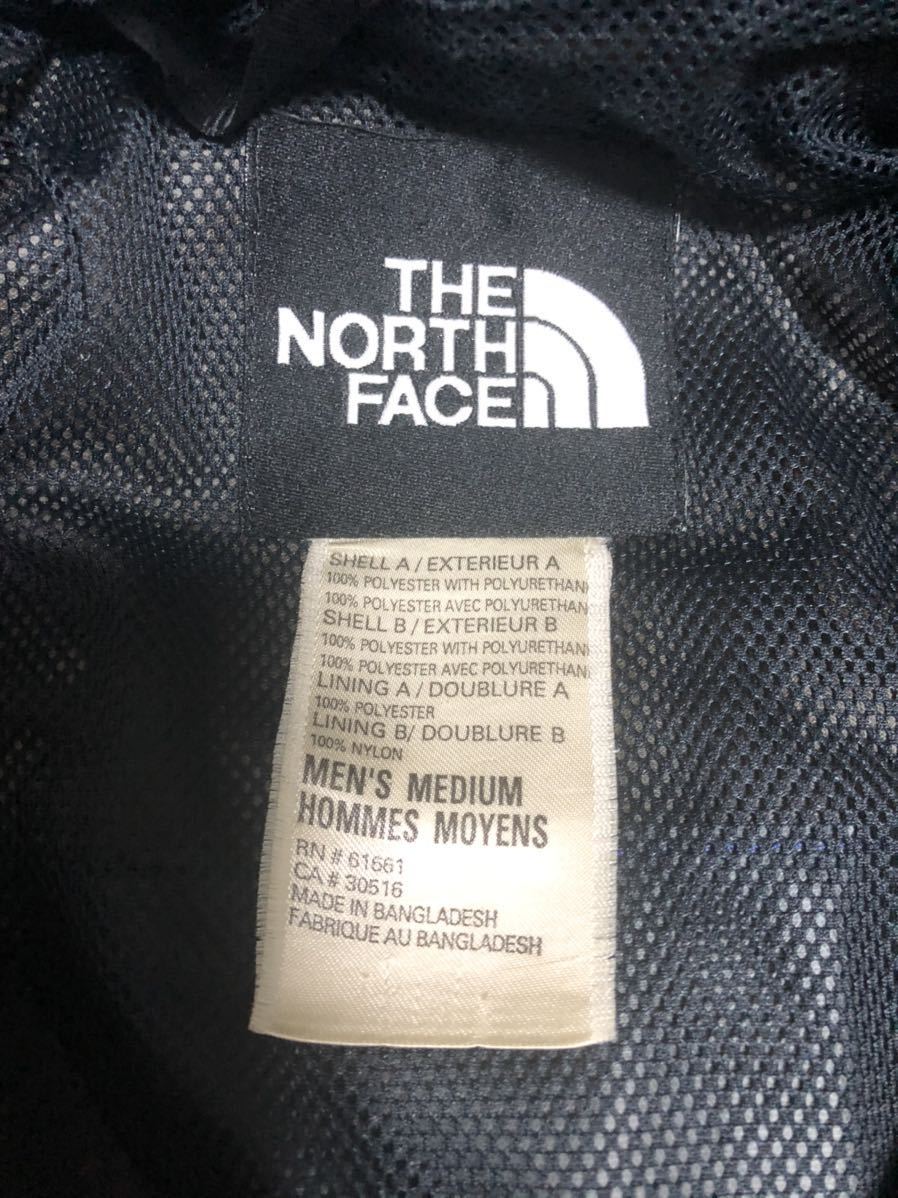 THE
NORTH
FACE
SHELL A / EXTERIEUR A
100% POLYESTER WITH POLYURETHAN
100% POLYESTER AVEC POLYURETHAN
SHELL B / EXTERIEUR B
100% POLYESTER WITH POLYURETHAN
100% POLYESTER AVEC POLYURETHAN
LINING A / DOUBLURE A
100% POLYESTER
LINING B/ DOUBLURE B
100% NYLON
MEN'S MEDIUM
HOMMES MOYENS
RN # 61661
CA # 30516
MADE IN BANGLADESH
FABRIQUE AU BANGLADESH